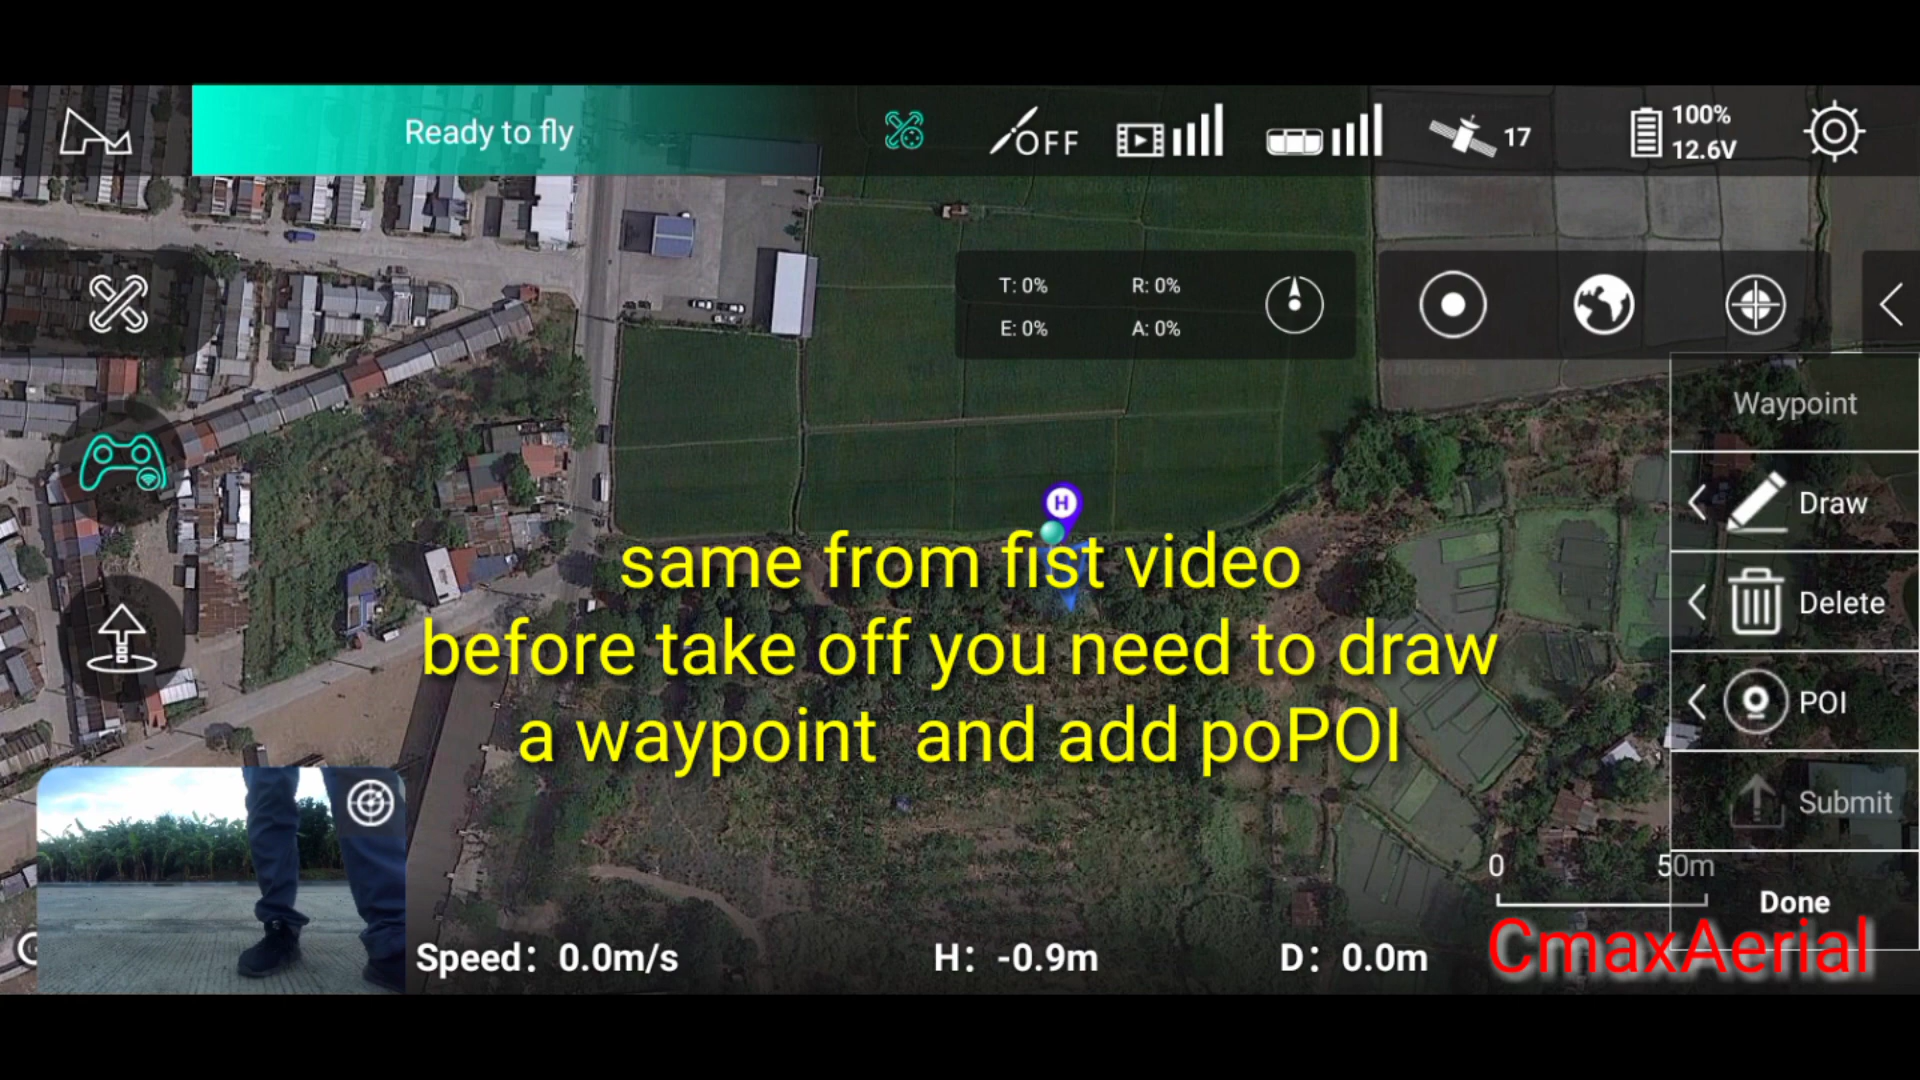 Ready to fly
OFF
17
100%
12.6V
T: 0% R: 0%
E: 0% A: 0%
Waypoint
Draw
Delete
POI
Submit
Done
H
same from fist video
before take off you need to draw
a waypoint  and add poPOI
0 50m
Speed: 0.0m/s H: -0.9m D: 0.0m
CmaxAerial